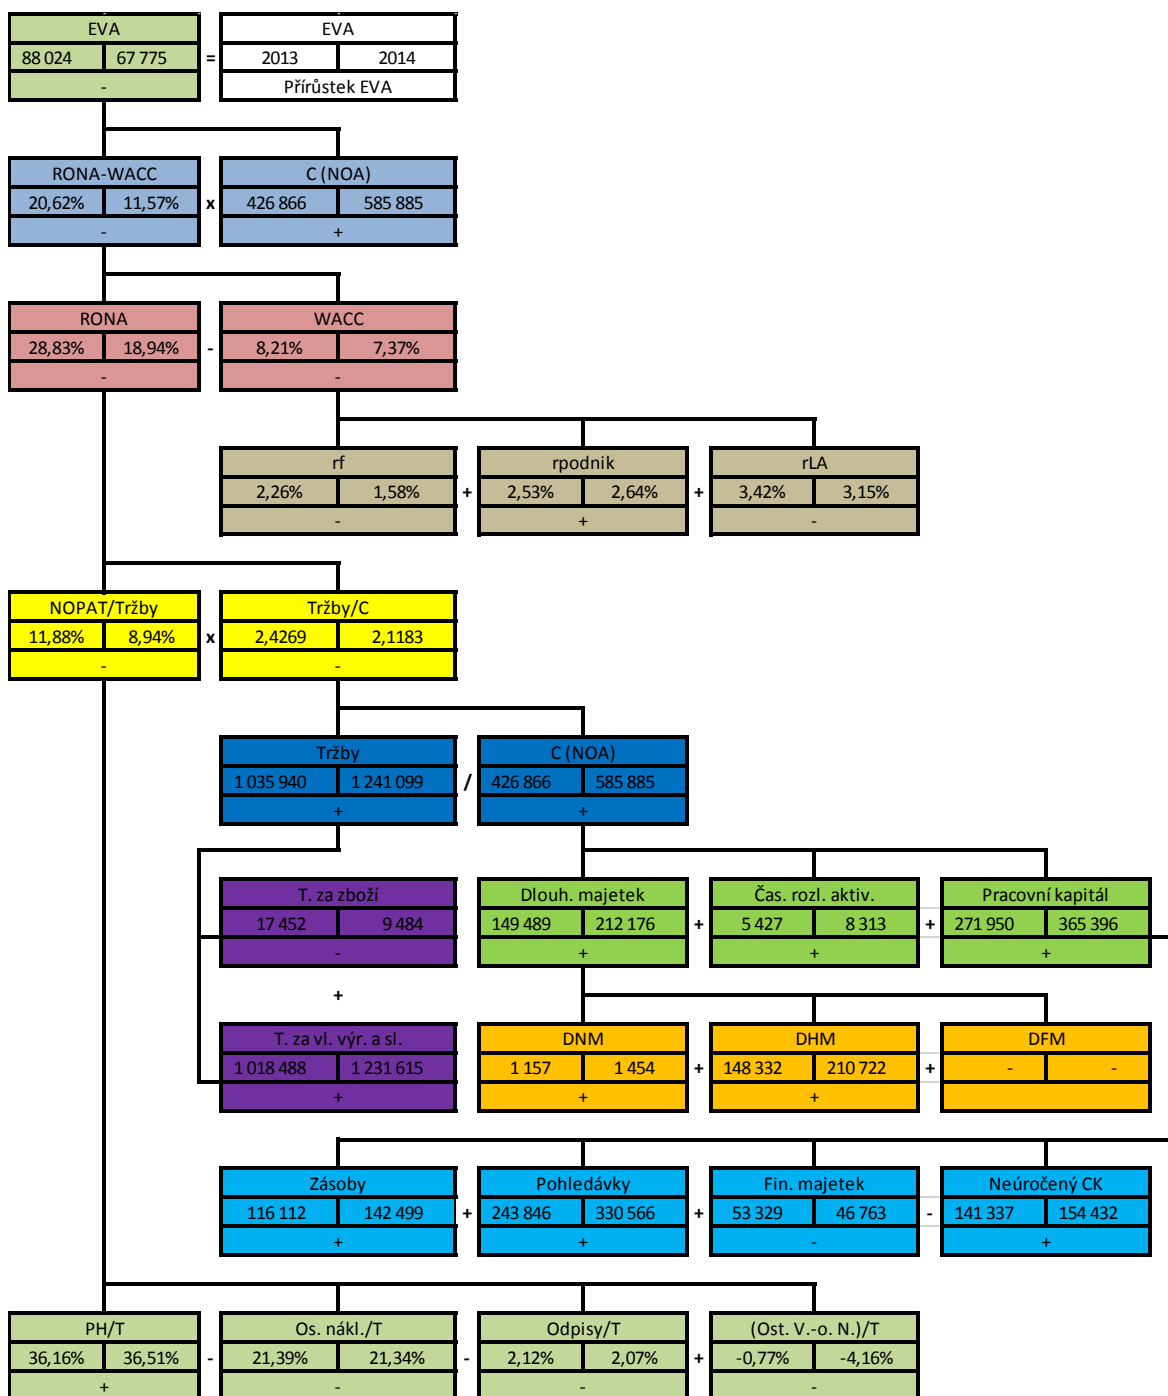 EVA EVA
88 024 67 775 = 2013 2014
- Přírůstek EVA
RONA-WACC C (NOA)
20,62% 11,57% x 426 866 585 885
- +
RONA WACC
28,83% 18,94% - 8,21% 7,37%
- -
rf rpodnik rLA
2,26% 1,58% + 2,53% 2,64% + 3,42% 3,15%
- + -
NOPAT/Tržby Tržby/C
11,88% 8,94% x 2,4269 2,1183
- -
Tržby C (NOA)
1 035 940 1 241 099 / 426 866 585 885
+ +
T. za zboží Dlouh. majetek Čas. rozl. aktiv. Pracovní kapitál
17 452 9 484 149 489 212 176 + 5 427 8 313 + 271 950 365 396
- + + +
+
T. za vl. výr. a sl. DNM DHM DFM
1 018 488 1 231 615 1 157 1 454 + 148 332 210 722 + - -
+ + +
Zásoby Pohledávky Fin. majetek Neúročený CK
116 112 142 499 + 243 846 330 566 + 53 329 46 763 - 141 337 154 432
+ + - +
PH/T Os. nákl./T Odpisy/T (Ost. V.-o. N.)/T
36,16% 36,51% - 21,39% 21,34% - 2,12% 2,07% + -0,77% -4,16%
+ - - -